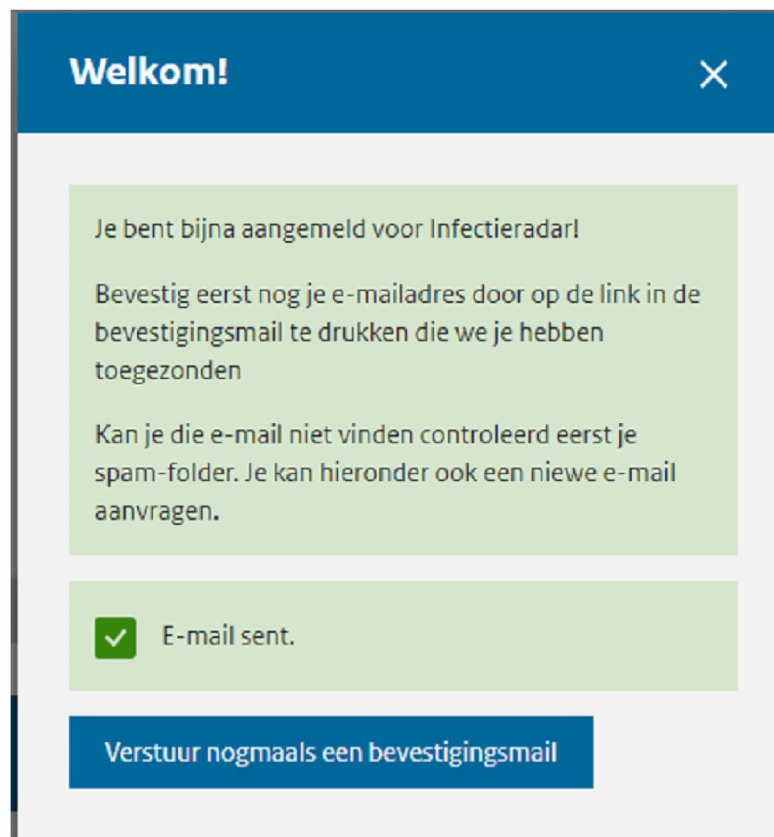 Welkom!
Je bent bijna aangemeld voor Infectieradar!
Bevestig eerst nog je e-mailadres door op de link in de
bevestigingsmail te drukken die we je hebben
toegezonden
Kan je die e-mail niet vinden controleerd eerst je
spam-folder. Je kan hieronder ook een niewe e-mail
aanvragen.
E-mail sent.
Verstuur nogmaals een bevestigingsmail